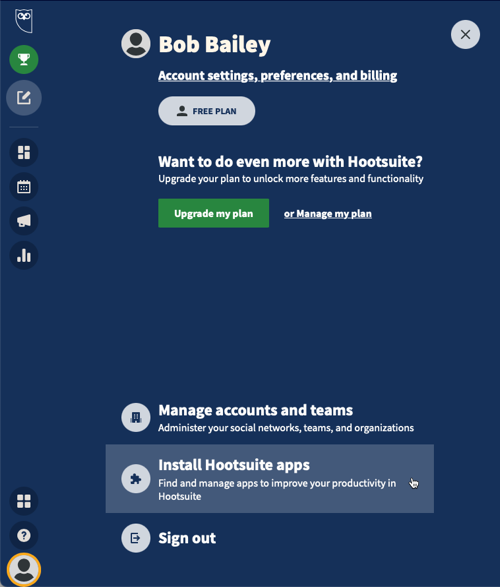 Bob Bailey
Account settings, preferences, and billing
FREE PLAN
Want to do even more with Hootsuite?
Upgrade your plan to unlock more features and functionality
Upgrade my plan
or Manage my plan
Manage accounts and teams
Administer your social networks, teams, and organizations
Install Hootsuite apps
Find and manage apps to improve your productivity in
Hootsuite
?
Sign out